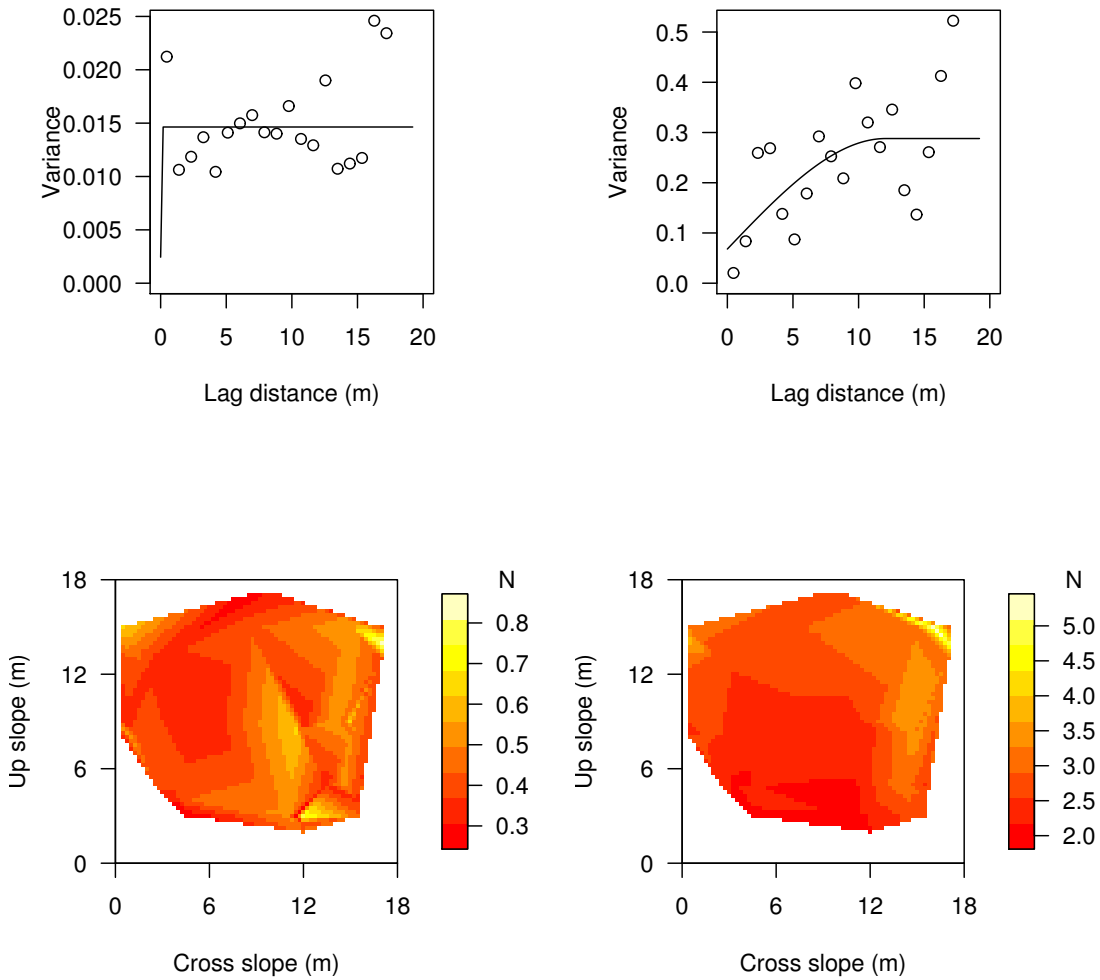 0.025
0.020
0.015
0.010
0.005
0.000
Variance
0 5 10 15 20
Lag distance (m)
0.5
0.4
0.3
0.2
0.1
0.0
Variance
0 5 10 15 20
Lag distance (m)
18
12
6
0
Up slope (m)
0 6 12 18
Cross slope (m)
N
0.8
0.7
0.6
0.5
0.4
0.3
18
12
6
0
Up slope (m)
0 6 12 18
Cross slope (m)
N
5.0
4.5
4.0
3.5
3.0
2.5
2.0